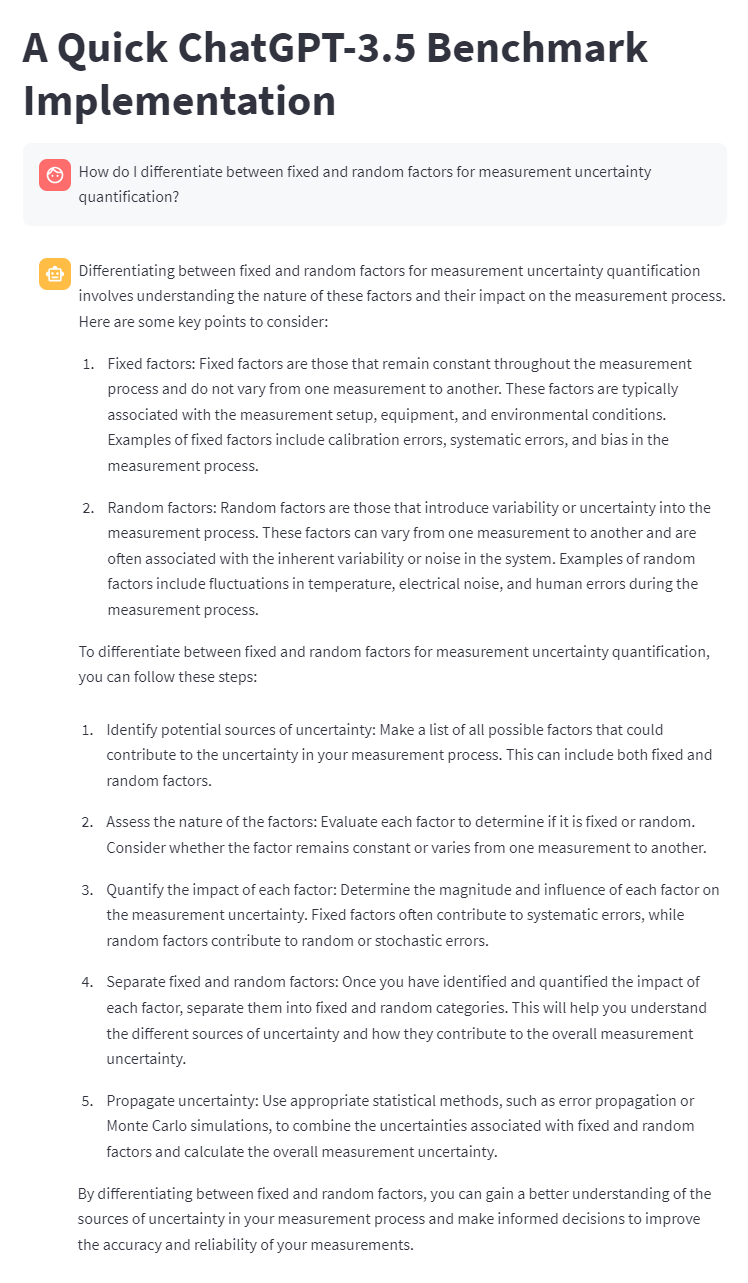 A Quick ChatGPT-3.5 Benchmark
Implementation
How do I differentiate between fixed and random factors for measurement uncertainty
quantification?
Differentiating between fixed and random factors for measurement uncertainty quantification
involves understanding the nature of these factors and their impact on the measurement process.
Here are some key points to consider:
1. Fixed factors: Fixed factors are those that remain constant throughout the measurement
process and do not vary from one measurement to another. These factors are typically
associated with the measurement setup, equipment, and environmental conditions.
Examples of fixed factors include calibration errors, systematic errors, and bias in the
measurement process.
2. Random factors: Random factors are those that introduce variability or uncertainty into the
measurement process. These factors can vary from one measurement to another and are
often associated with the inherent variability or noise in the system. Examples of random
factors include fluctuations in temperature, electrical noise, and human errors during the
measurement process.
To differentiate between fixed and random factors for measurement uncertainty quantification,
you can follow these steps:
1. Identify potential sources of uncertainty: Make a list of all possible factors that could
contribute to the uncertainty in your measurement process. This can include both fixed and
random factors.
2. Assess the nature of the factors: Evaluate each factor to determine if it is fixed or random.
Consider whether the factor remains constant or varies from one measurement to another.
3. Quantify the impact of each factor: Determine the magnitude and influence of each factor on
the measurement uncertainty. Fixed factors often contribute to systematic errors, while
random factors contribute to random or stochastic errors.
4. Separate fixed and random factors: Once you have identified and quantified the impact of
each factor, separate them into fixed and random categories. This will help you understand
the different sources of uncertainty and how they contribute to the overall measurement
uncertainty.
5. Propagate uncertainty: Use appropriate statistical methods, such as error propagation or
Monte Carlo simulations, to combine the uncertainties associated with fixed and random
factors and calculate the overall measurement uncertainty.
By differentiating between fixed and random factors, you can gain a better understanding of the
sources of uncertainty in your measurement process and make informed decisions to improve
the accuracy and reliability of your measurements.